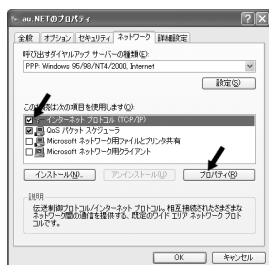 au.NETのプロパティ
全般 オプション セキュリティ ネットワーク 詳細設定
呼び出すダイヤルアップ サーバーの種類(E):
PPP: Windows 95/98/NT4/2000, Internet
設定(S)
この接続は次の項目を使用します(O):
インターネット プロトコル (TCP/IP)
QoS パケット スケジューラ
Microsoft ネットワーク用ファイルとプリンタ共有
Microsoft ネットワーク用クライアント
インストール(N)... アンインストール(U) プロパティ(R)
説明
伝送制御プロトコル/インターネット プロトコル。相互接続されたさまざまな
ネットワーク間の通信を提供する、既定のワイド エリア ネットワーク プロト
コルです。
OK キャンセル